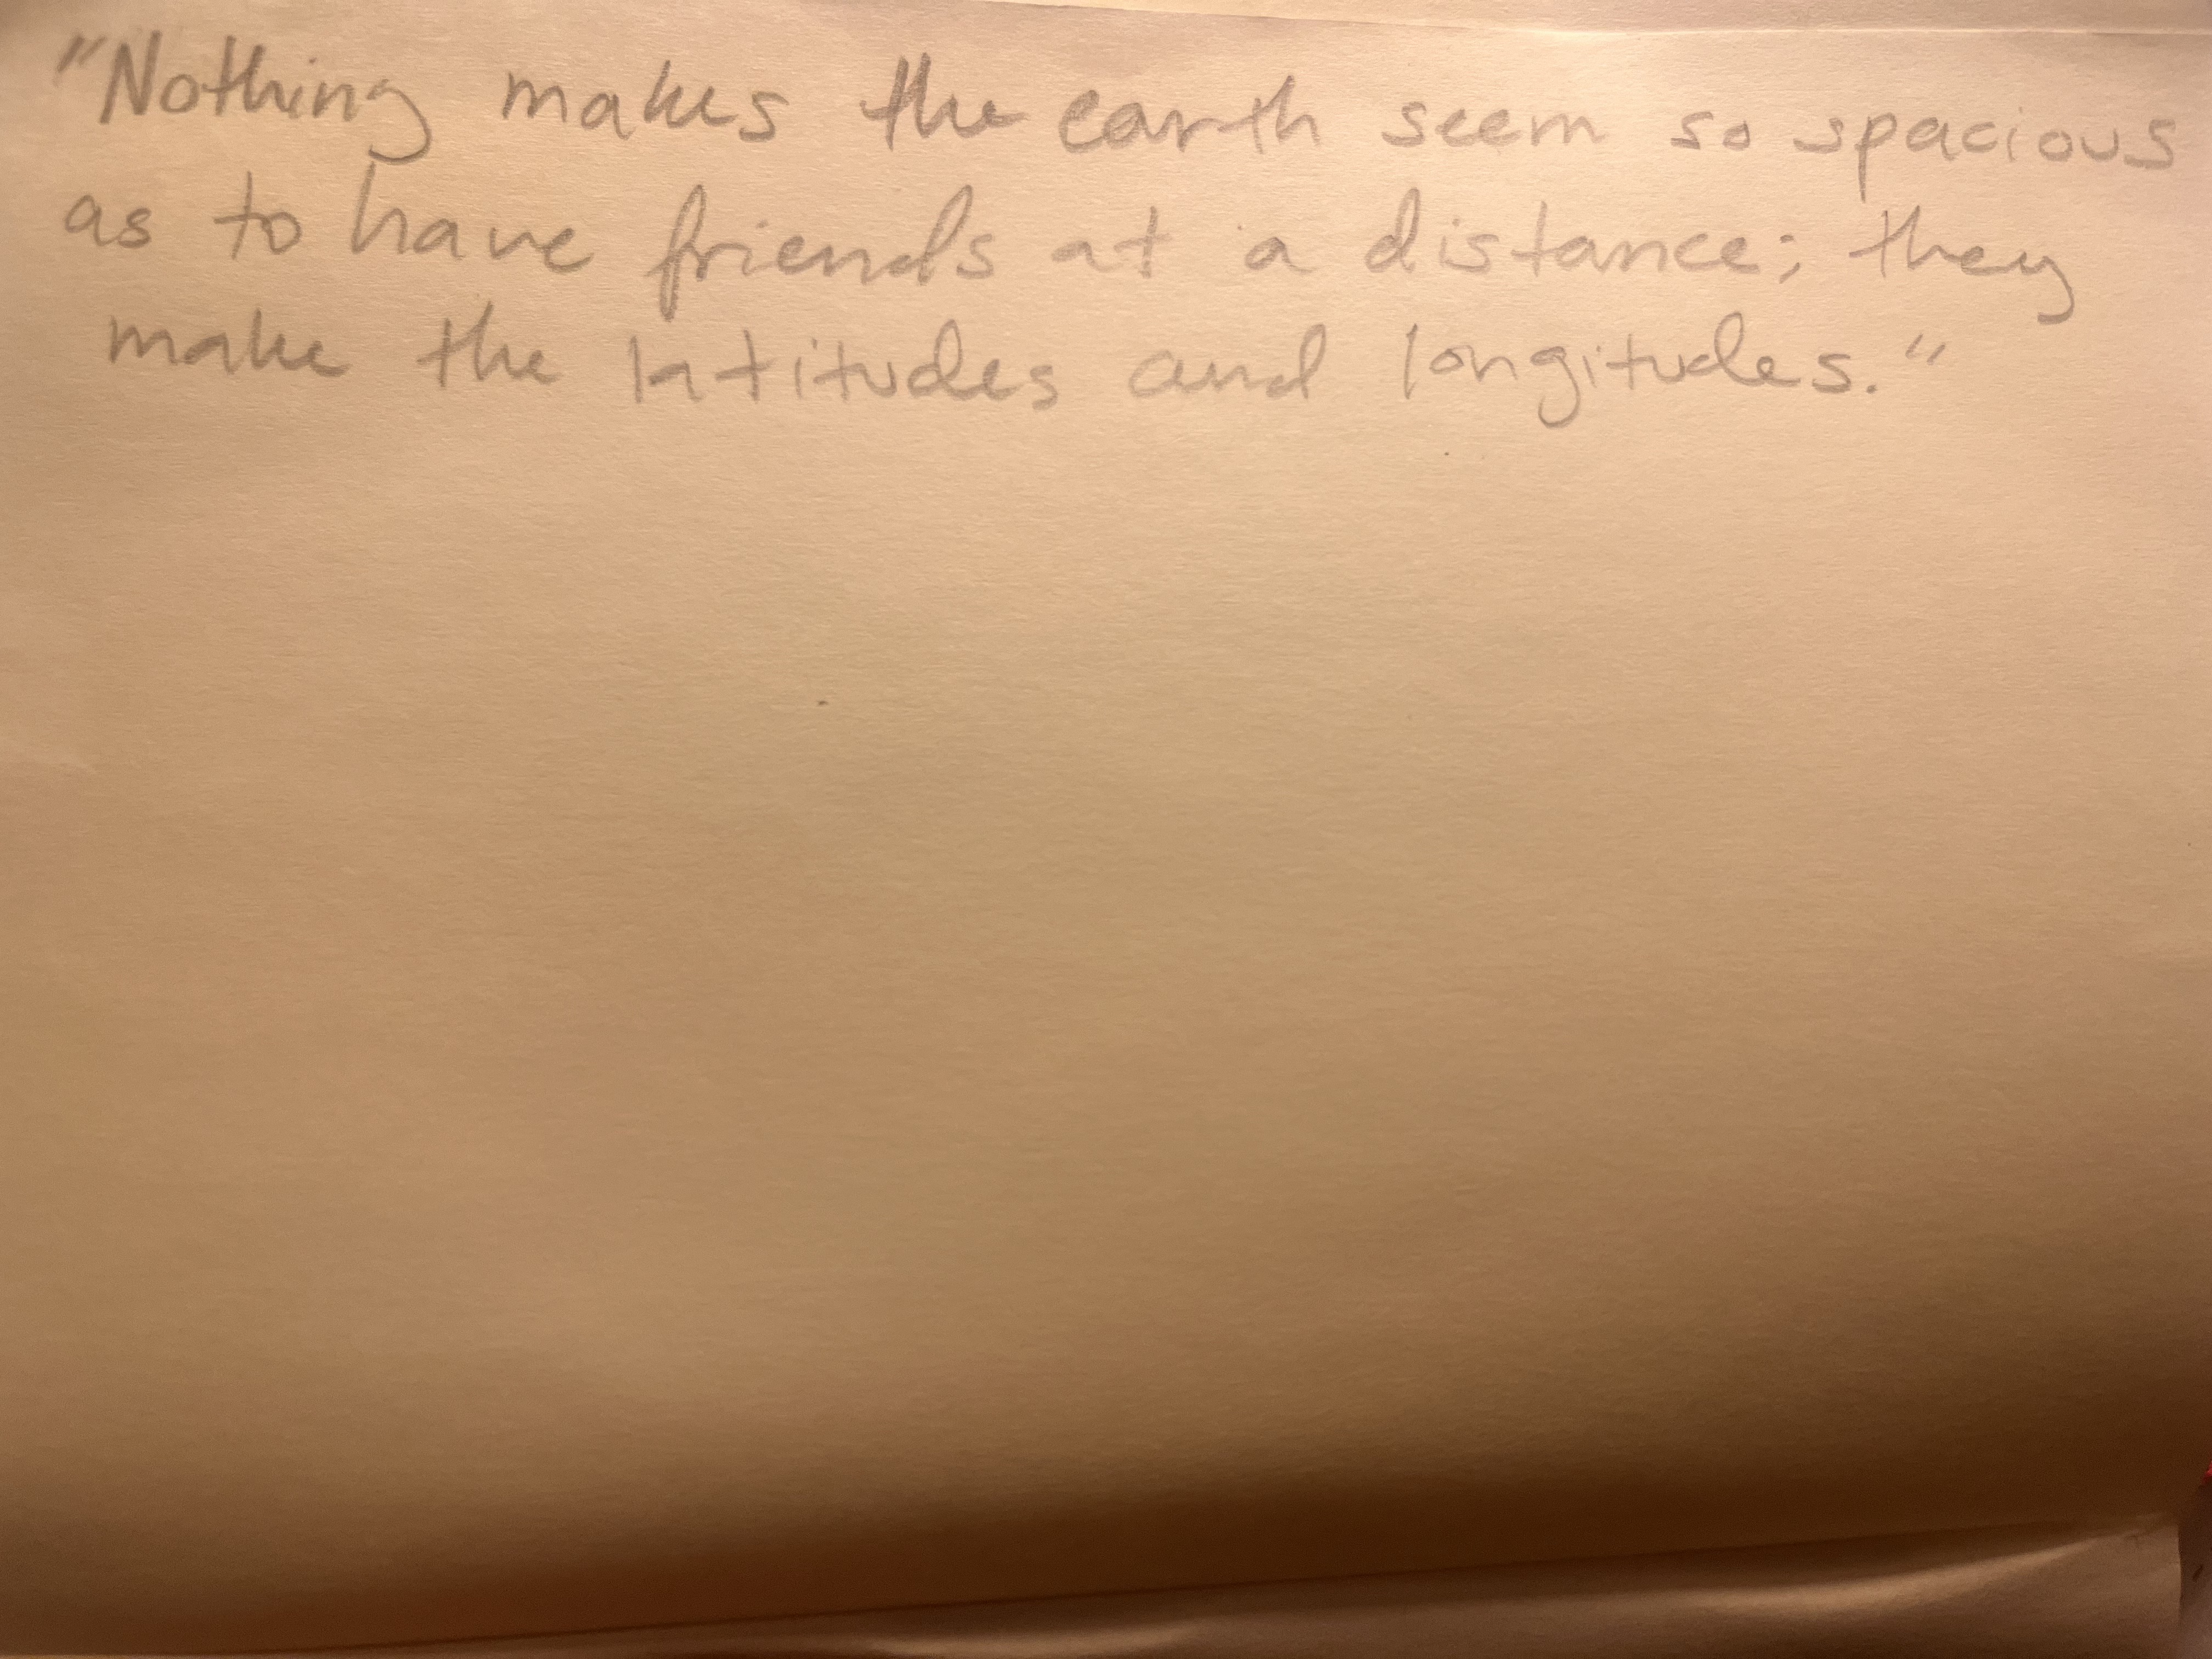 "Nothing makes the earth seem so spacious
as to have friends at a distance; they
make the latitudes and longitudes."